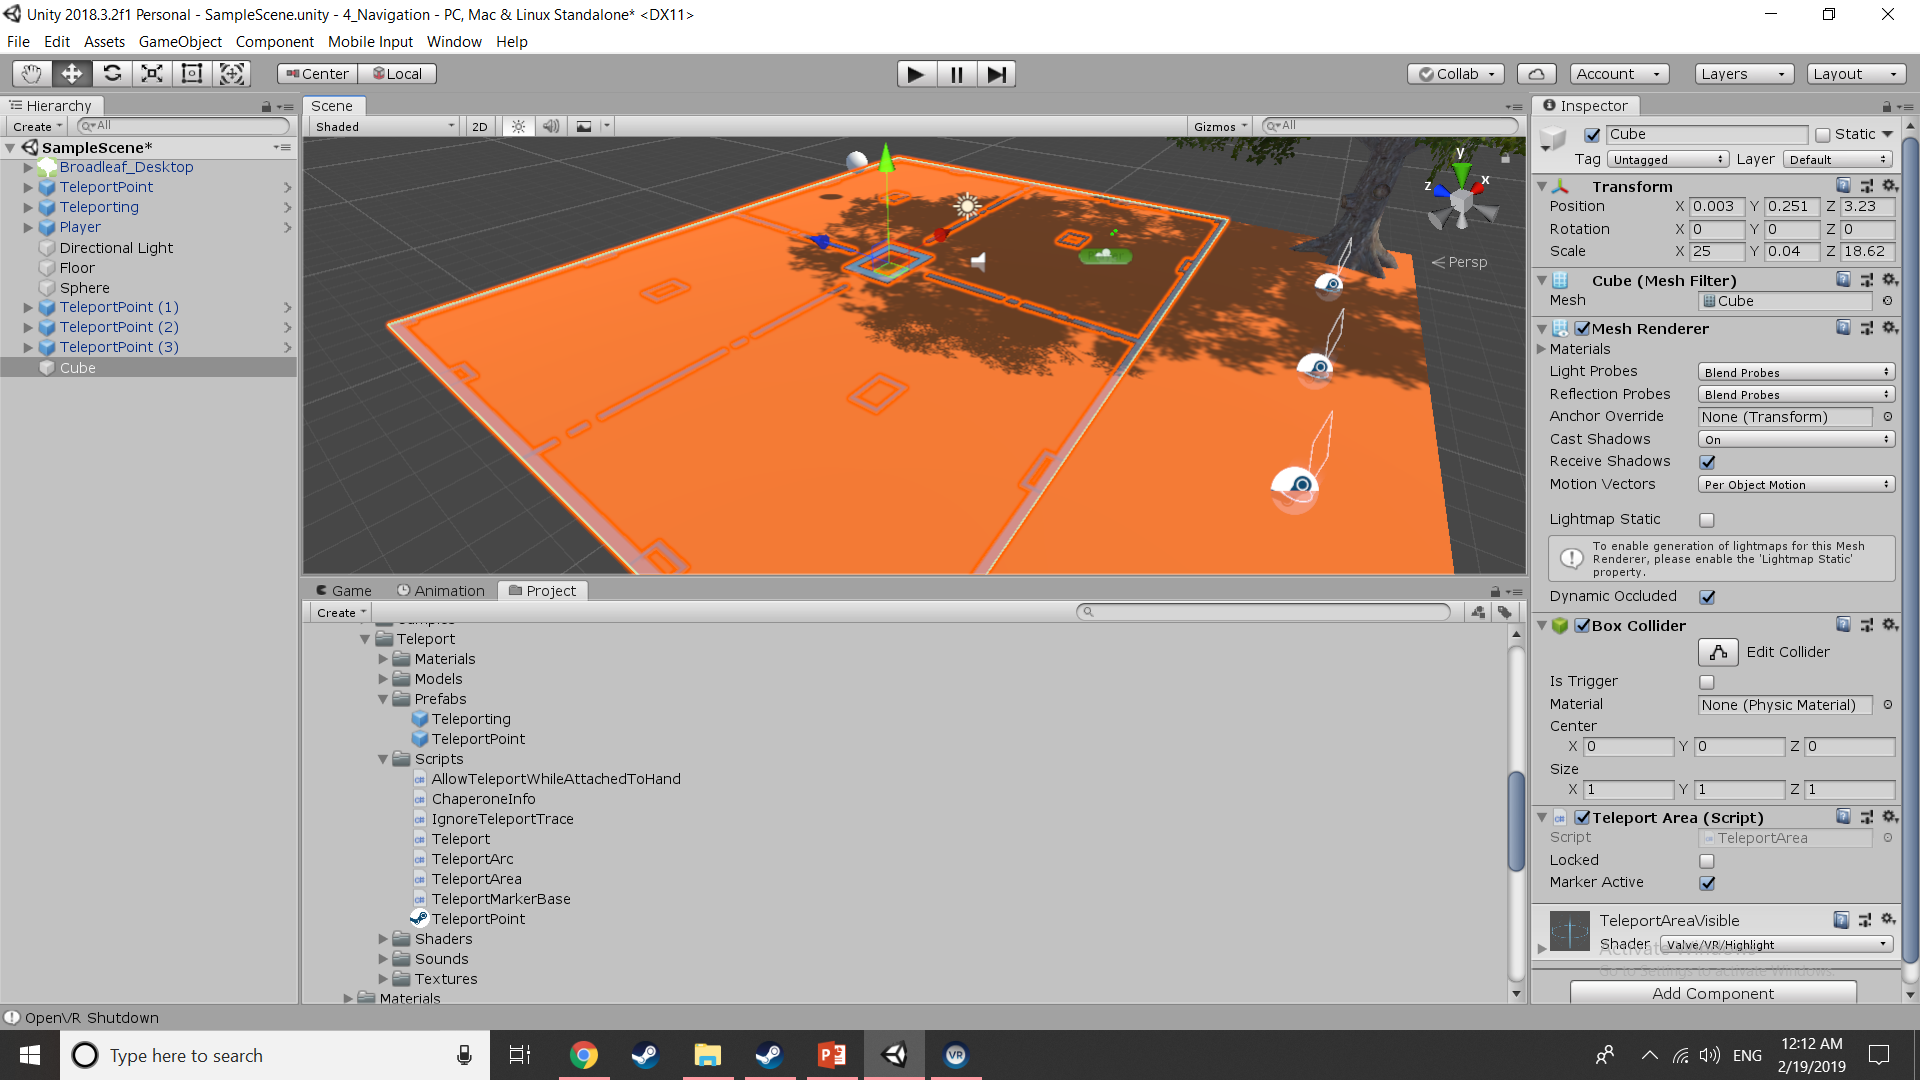 Unity 2018.3.2f1 Personal - SampleScene.unity - 4_Navigation - PC, Mac & Linux Standalone* <DX11>
File Edit Assets GameObject Component Mobile Input Window Help
Center Local Collab Account Layers Layout
Hierarchy
Create All
SampleScene*
Broadleaf_Desktop
TeleportPoint
Teleporting
Player
Directional Light
Floor
Sphere
TeleportPoint (1)
TeleportPoint (2)
TeleportPoint (3)
Cube
Scene
Shaded 2D Gizmos All
y
z x
Persp
Game Animation Project
Create
Teleport
Materials
Models
Prefabs
Teleporting
TeleportPoint
Scripts
AllowTeleportWhileAttachedToHand
ChaperoneInfo
IgnoreTeleportTrace
Teleport
TeleportArc
TeleportArea
TeleportMarkerBase
TeleportPoint
Shaders
Sounds
Textures
Materials
Inspector
Cube Static
Tag Untagged Layer Default
Transform
Position X 0.003 Y 0.251 Z 3.23
Rotation X 0 Y 0 Z 0
Scale X 25 Y 0.04 Z 18.62
Cube (Mesh Filter)
Mesh Cube
Mesh Renderer
Materials
Light Probes Blend Probes
Reflection Probes Blend Probes
Anchor Override None (Transform)
Cast Shadows On
Receive Shadows
Motion Vectors Per Object Motion
Lightmap Static
To enable generation of lightmaps for this Mesh
Renderer, please enable the 'Lightmap Static'
property.
Dynamic Occluded
Box Collider
Edit Collider
Is Trigger
Material None (Physic Material)
Center
X 0 Y 0 Z 0
Size
X 1 Y 1 Z 1
Teleport Area (Script)
Script TeleportArea
Locked
Marker Active
TeleportAreaVisible
Shader Valve/VR/Highlight
Activate Windows
Go to Settings to activate Windows.
Add Component
OpenVR Shutdown
Type here to search
VR
ENG
12:12 AM
2/19/2019